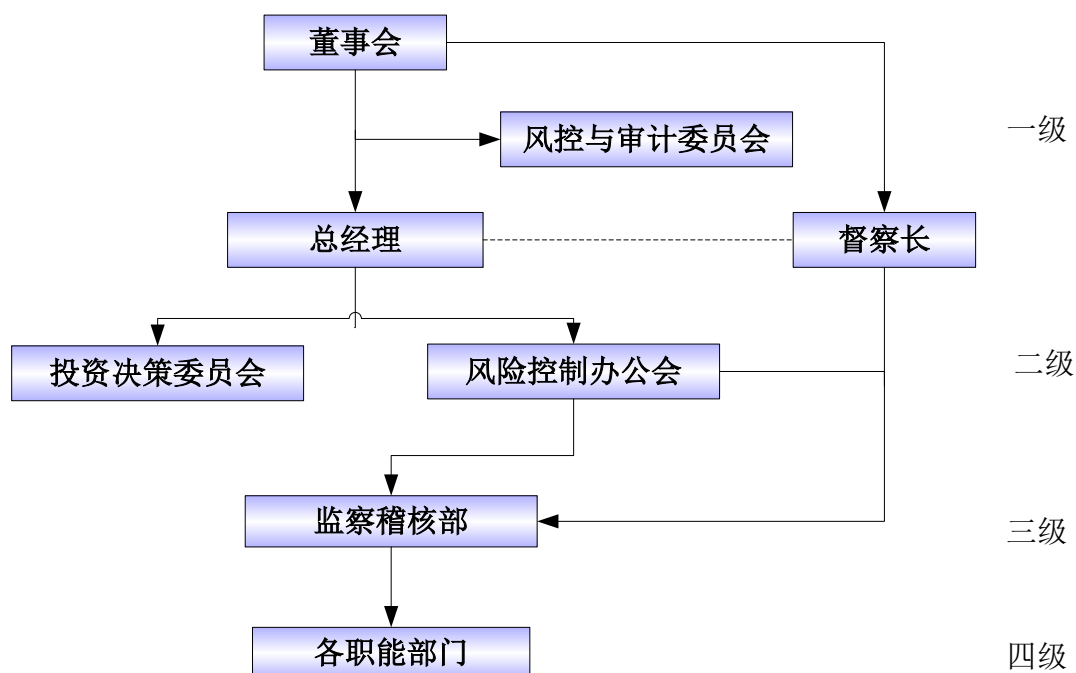 董事会
风控与审计委员会
一级
总经理
督察长
投资决策委员会
风险控制办公会
二级
监察稽核部
三级
各职能部门
四级